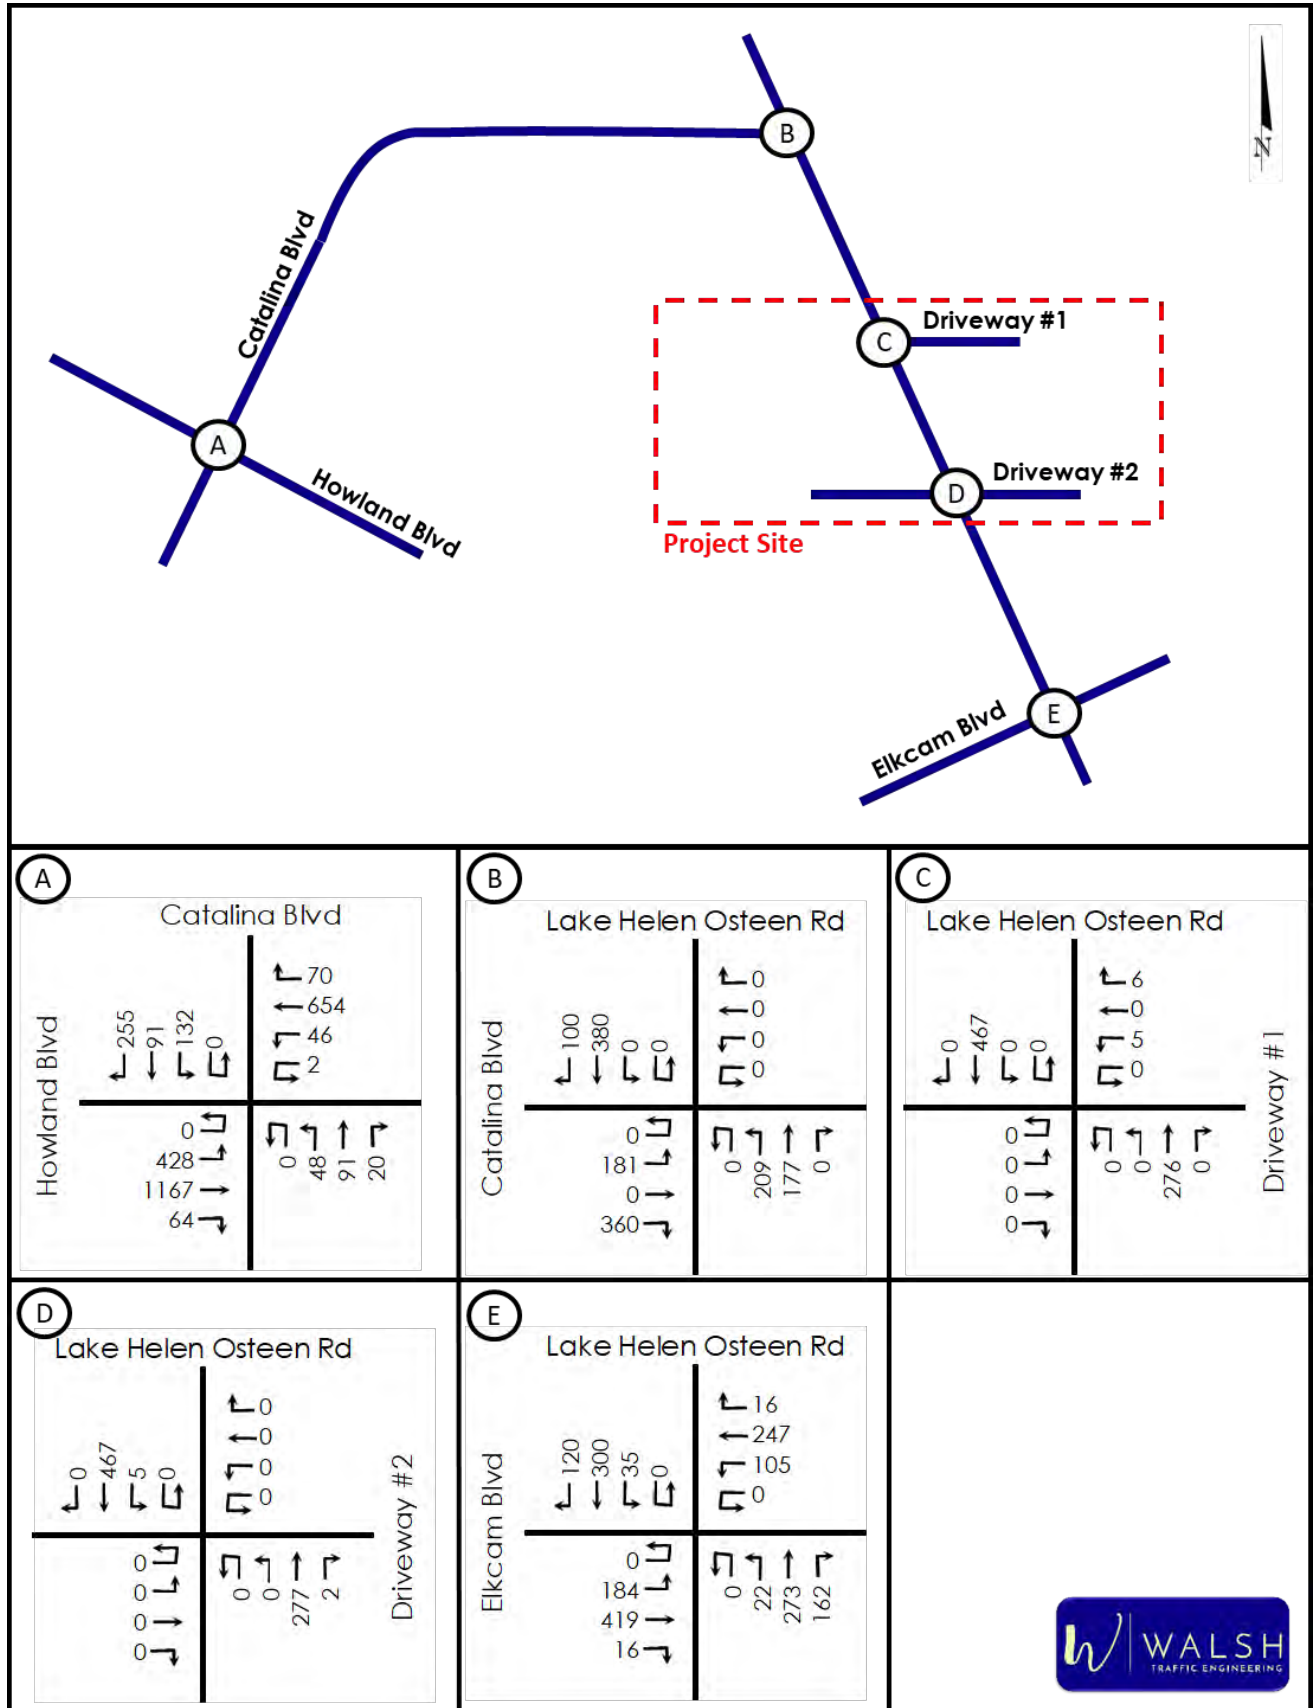 N
B
Catalina Blvd
C
Driveway #1
A
Howland Blvd
D
Driveway #2
Project Site
E
Elkcam Blvd
A
Catalina Blvd
Howland Blvd
255
91
132
0
70
654
46
2
0
428
1167
64
0
48
91
20
B
Lake Helen Osteen Rd
Catalina Blvd
100
380
0
0
0
0
0
0
0
181
0
360
0
209
177
0
C
Lake Helen Osteen Rd
Driveway #1
0
467
0
0
6
0
5
0
0
0
0
0
0
0
276
0
D
Lake Helen Osteen Rd
Driveway #2
0
467
5
0
0
0
0
0
0
0
0
0
0
0
277
2
E
Lake Helen Osteen Rd
Elkcam Blvd
120
300
35
0
16
247
105
0
0
184
419
16
0
22
273
162
W WALSH
TRAFFIC ENGINEERING